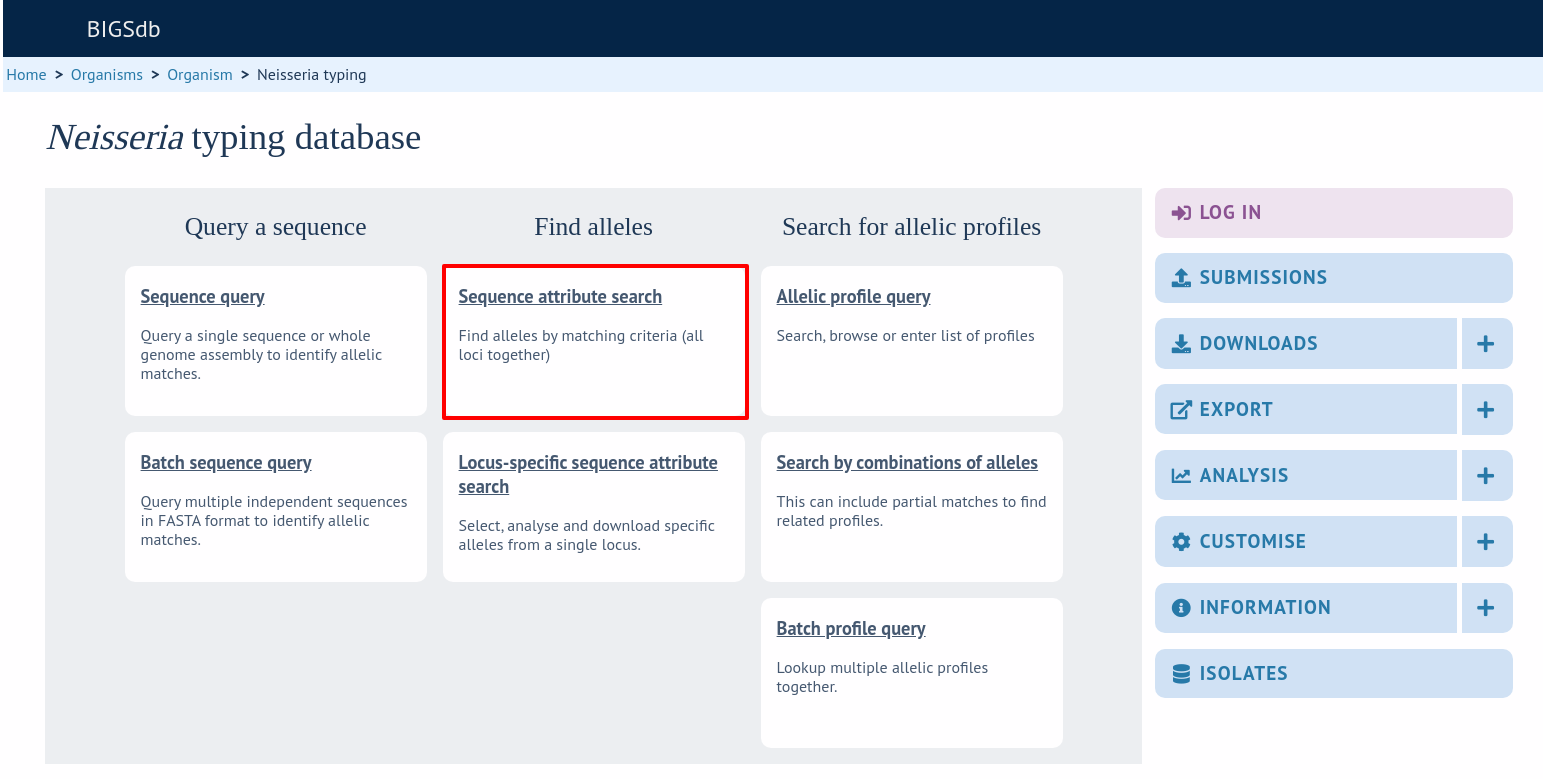 BIGSdb
Home > Organisms > Organism > Neisseria typing
Neisseria typing database
Query a sequence
Sequence query
Query a single sequence or whole
genome assembly to identify allelic
matches.
Batch sequence query
Query multiple independent sequences
in FASTA format to identify allelic
matches.
Find alleles
Sequence attribute search
Find alleles by matching criteria (all
loci together)
Locus-specific sequence attribute
search
Select, analyse and download specific
alleles from a single locus.
Search for allelic profiles
Allelic profile query
Search, browse or enter list of profiles
Search by combinations of alleles
This can include partial matches to find
related profiles.
Batch profile query
Lookup multiple allelic profiles
together.
LOG IN
SUBMISSIONS
DOWNLOADS
EXPORT
ANALYSIS
CUSTOMISE
INFORMATION
ISOLATES